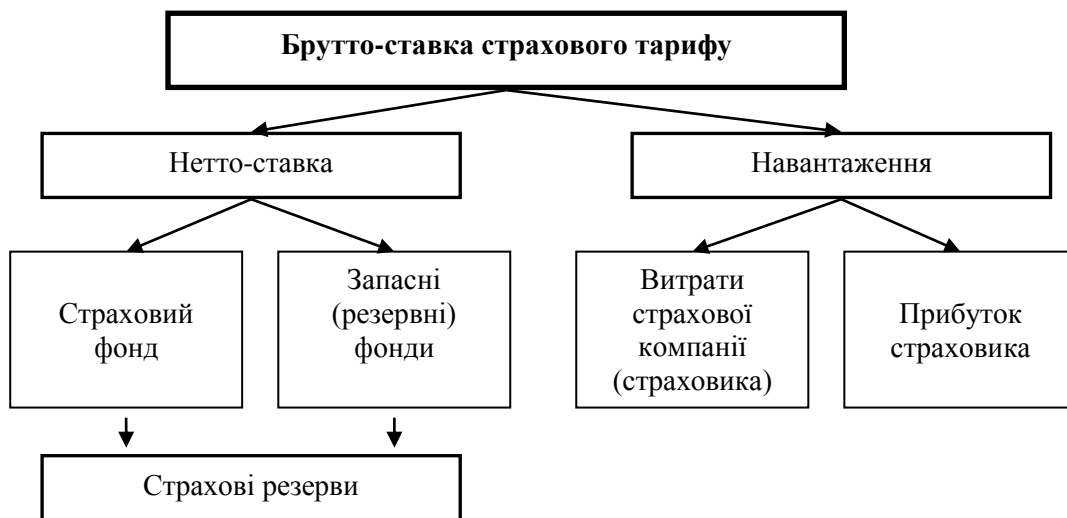 Брутто-ставка страхового тарифу
Нетто-ставка
Навантаження
Страховий
фонд
Запасні
(резервні)
фонди
Витрати
страхової
компанії
(страховика)
Прибуток
страховика
Страхові резерви